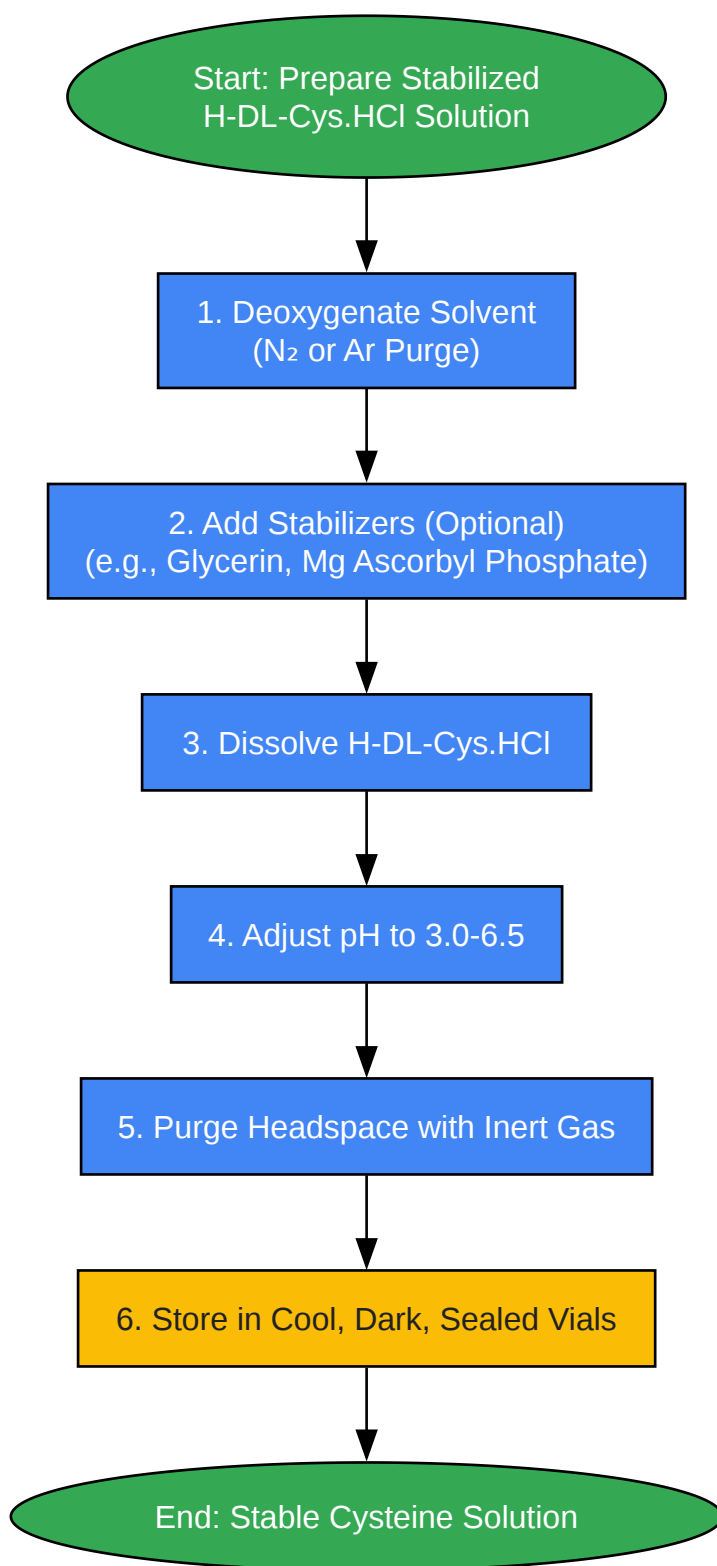 Start: Prepare Stabilized
H-DL-Cys.HCl Solution
1. Deoxygenate Solvent
(N₂ or Ar Purge)
2. Add Stabilizers (Optional)
(e.g., Glycerin, Mg Ascorbyl Phosphate)
3. Dissolve H-DL-Cys.HCl
4. Adjust pH to 3.0-6.5
5. Purge Headspace with Inert Gas
6. Store in Cool, Dark, Sealed Vials
End: Stable Cysteine Solution